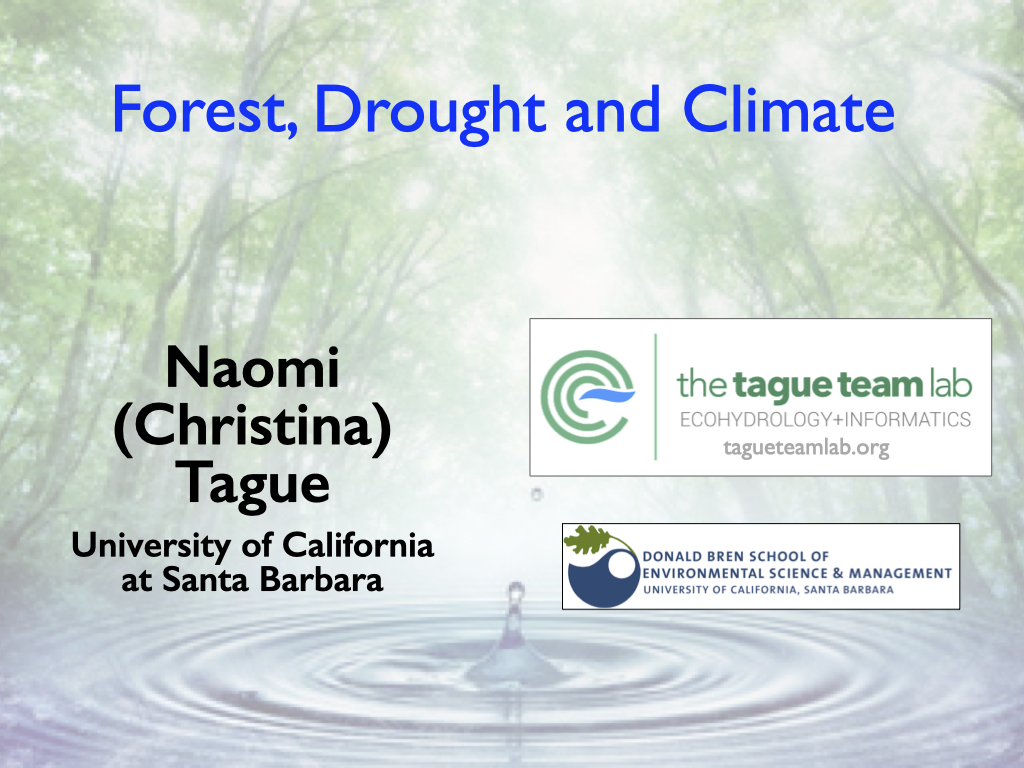 Forest, Drought and Climate
Naomi
(Christina)
Tague
University of California
at Santa Barbara
the tague team lab
ECOHYDROLOGY+INFORMATICS
tagueteamlab.org
DONALD BREN SCHOOL OF
ENVIRONMENTAL SCIENCE & MANAGEMENT
UNIVERSITY OF CALIFORNIA, SANTA BARBARA